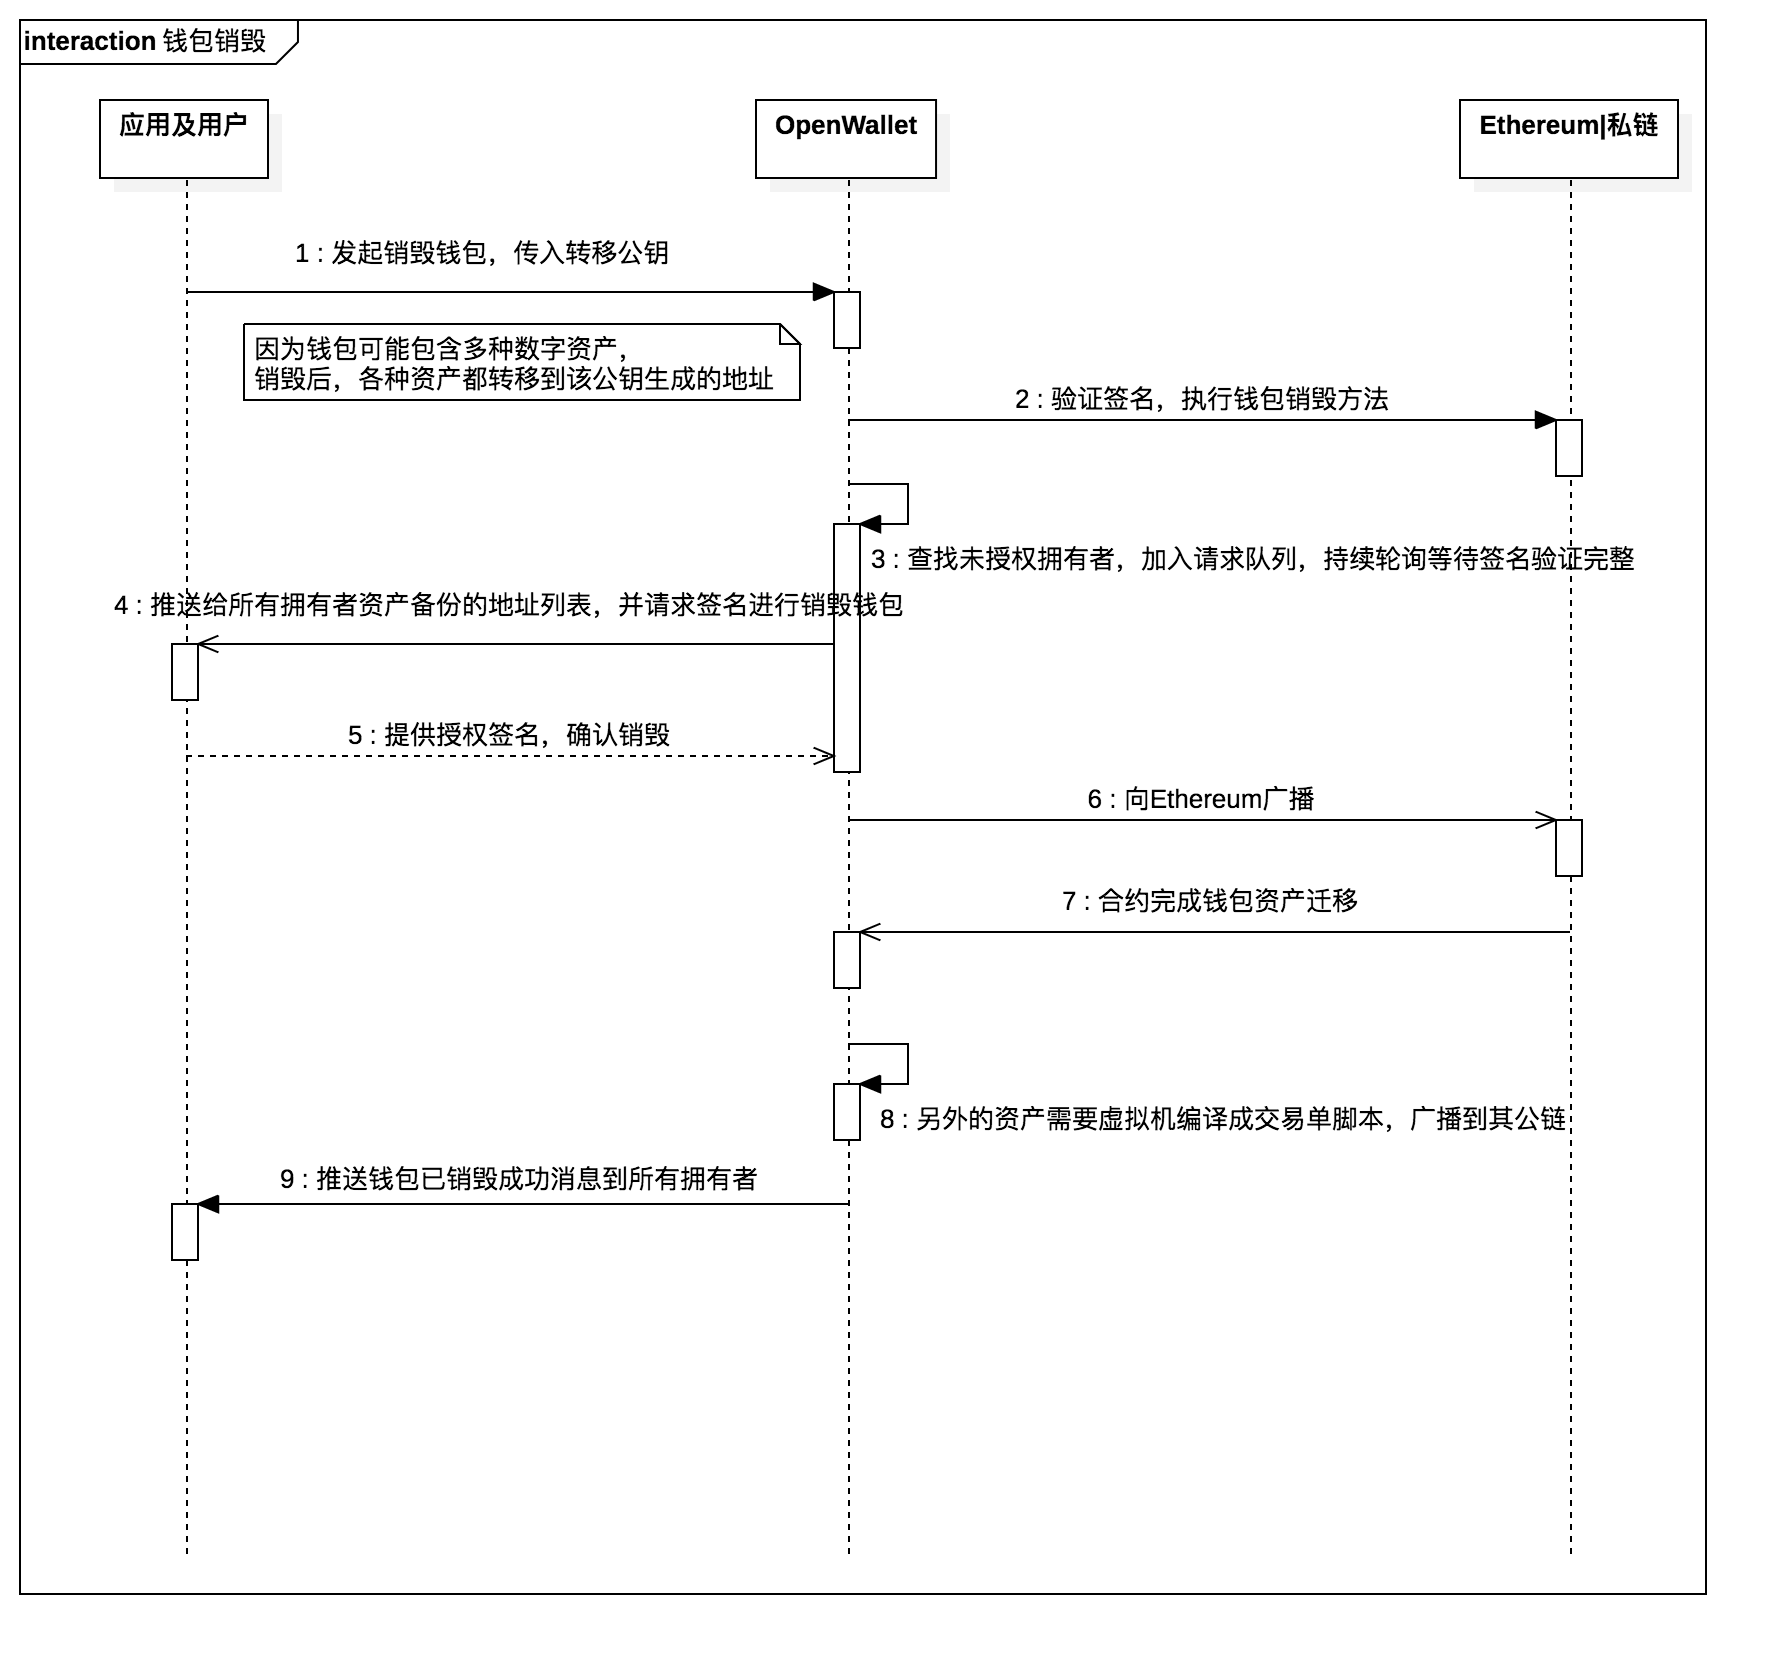 interaction 钱包销毁
应用及用户
OpenWallet
Ethereum|私链
1 : 发起销毁钱包，传入转移公钥
因为钱包可能包含多种数字资产，
销毁后，各种资产都转移到该公钥生成的地址
2 : 验证签名，执行钱包销毁方法
3 : 查找未授权拥有者，加入请求队列，持续轮询等待签名验证完整
4 : 推送给所有拥有者资产备份的地址列表，并请求签名进行销毁钱包
5 : 提供授权签名，确认销毁
6 : 向Ethereum广播
7 : 合约完成钱包资产迁移
8 : 另外的资产需要虚拟机编译成交易单脚本，广播到其公链
9 : 推送钱包已销毁成功消息到所有拥有者